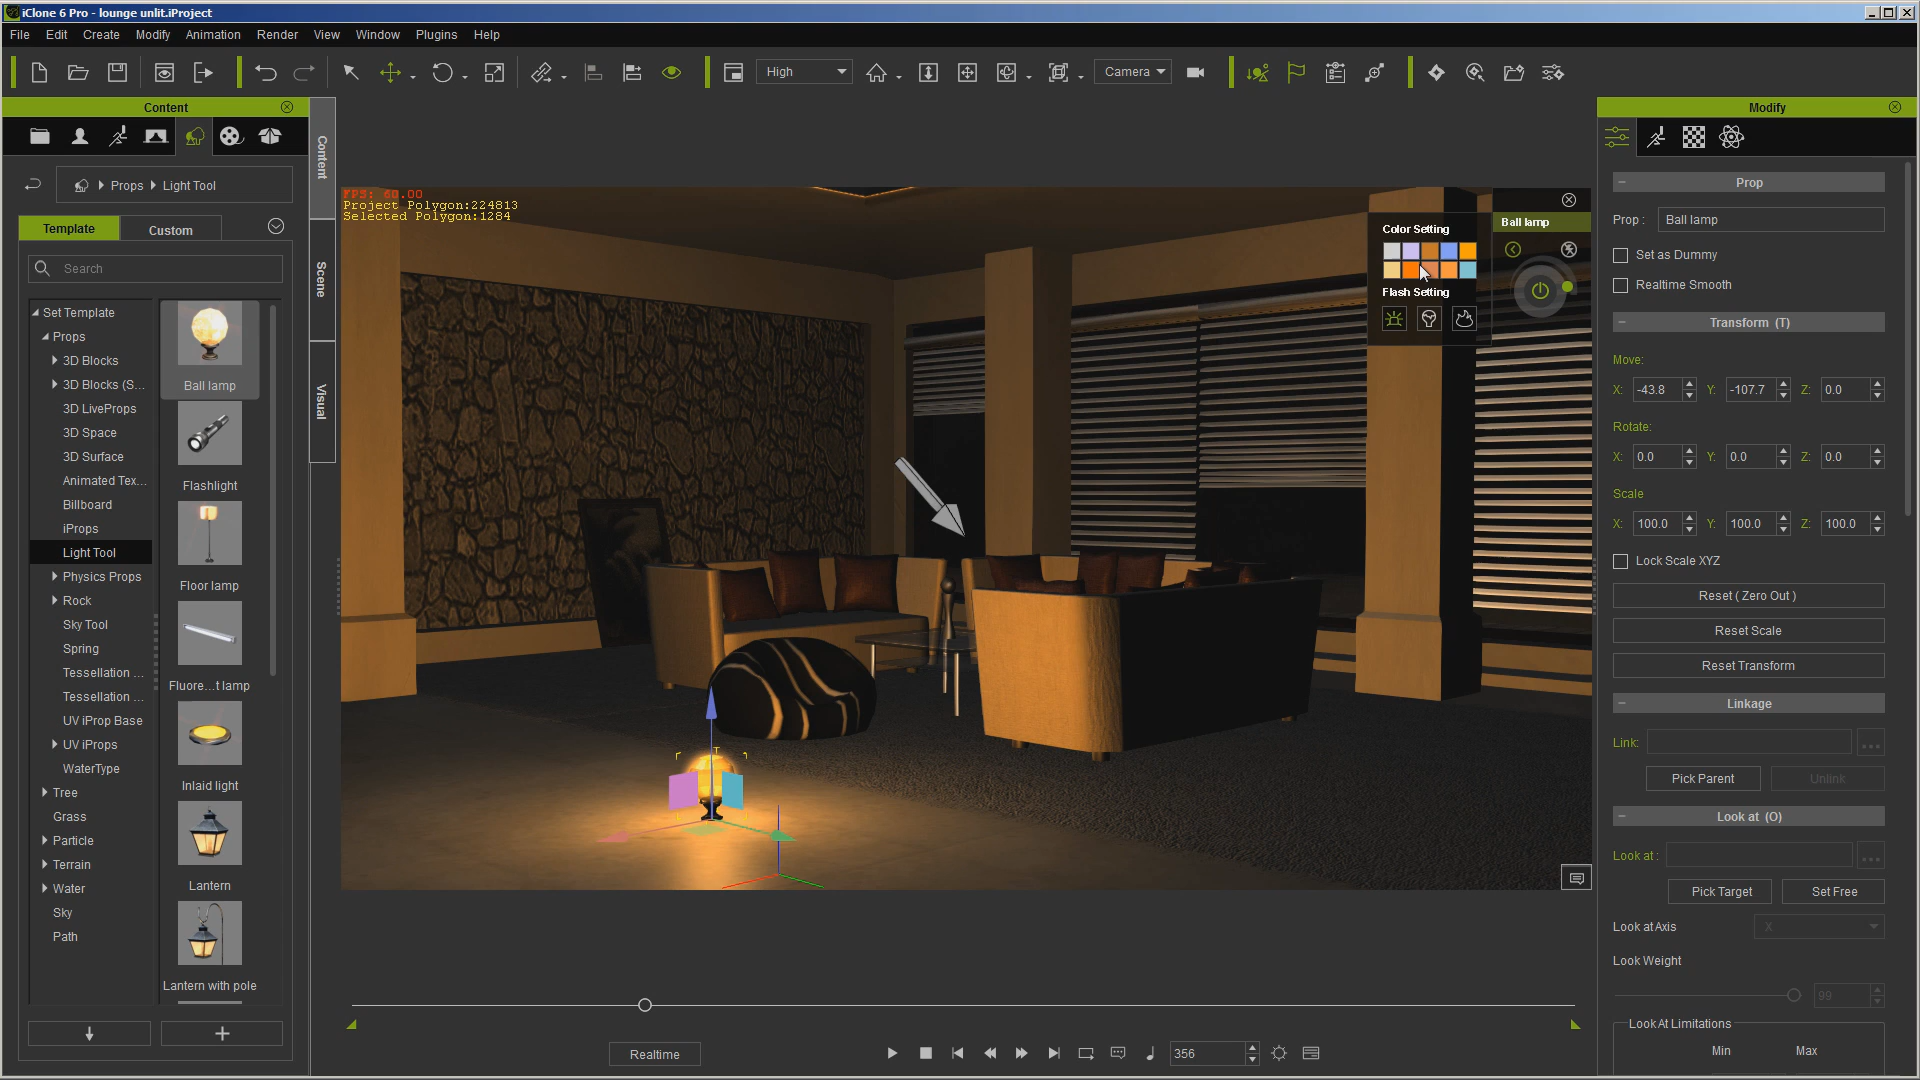 iClone 6 Pro - lounge unlit.iProject
File Edit Create Modify Animation Render View Window Plugins Help
High
Camera
Content
Props Light Tool
Template
Custom
Search
Set Template
Props
3D Blocks
3D Blocks (S...
3D LiveProps
3D Space
3D Surface
Animated Tex...
Billboard
iProps
Light Tool
Physics Props
Rock
Sky Tool
Spring
Tessellation ...
Tessellation ...
UV iProp Base
UV iProps
WaterType
Tree
Grass
Particle
Terrain
Water
Sky
Path
Ball lamp
Flashlight
Floor lamp
Fluore...t lamp
Inlaid light
Lantern
Lantern with pole
Content
Scene
Visual
FPS: 60.00
Project Polygon:224813
Selected Polygon:1284
Color Setting
Flash Setting
Ball lamp
Realtime
356
Modify
Prop
Prop : Ball lamp
Set as Dummy
Realtime Smooth
Transform (T)
Move:
X: -43.8 Y: -107.7 Z: 0.0
Rotate:
X: 0.0 Y: 0.0 Z: 0.0
Scale
X: 100.0 Y: 100.0 Z: 100.0
Lock Scale XYZ
Reset ( Zero Out )
Reset Scale
Reset Transform
Linkage
Link: ...
Pick Parent Unlink
Look at (O)
Look at : ...
Pick Target Set Free
Look at Axis X
Look Weight
99
Look At Limitations
Min Max